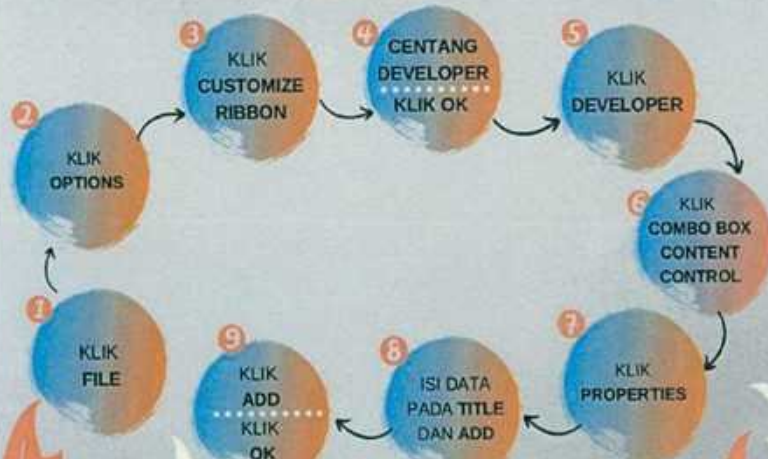 1
KLIK
FILE
2
KLIK
OPTIONS
3
KLIK
CUSTOMIZE
RIBBON
4
CENTANG
DEVELOPER
KLIK OK
5
KLIK
DEVELOPER
6
KLIK
COMBO BOX
CONTENT
CONTROL
7
KLIK
PROPERTIES
8
ISI DATA
PADA TITLE
DAN ADD
9
KLIK
ADD
KLIK
OK